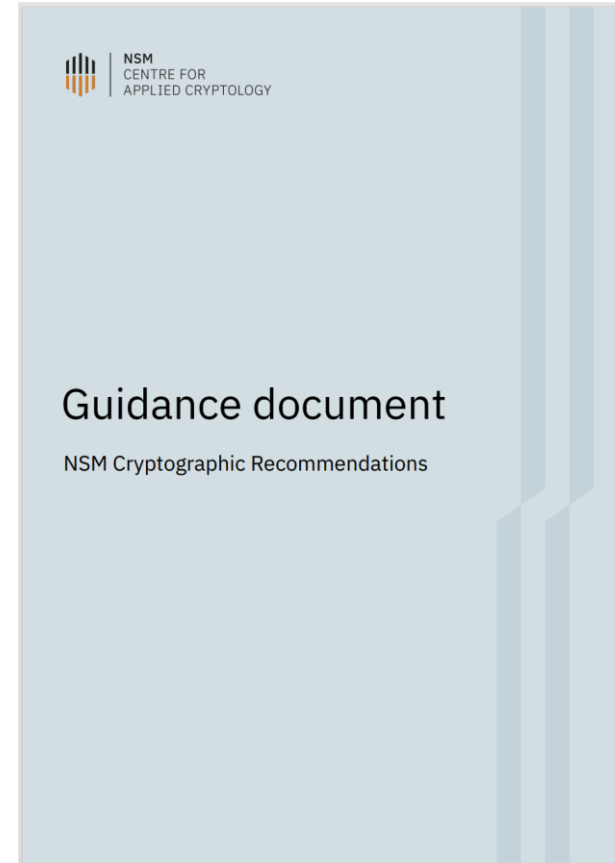 NSM
CENTRE FOR
APPLIED CRYPTOLOGY
Guidance document
NSM Cryptographic Recommendations